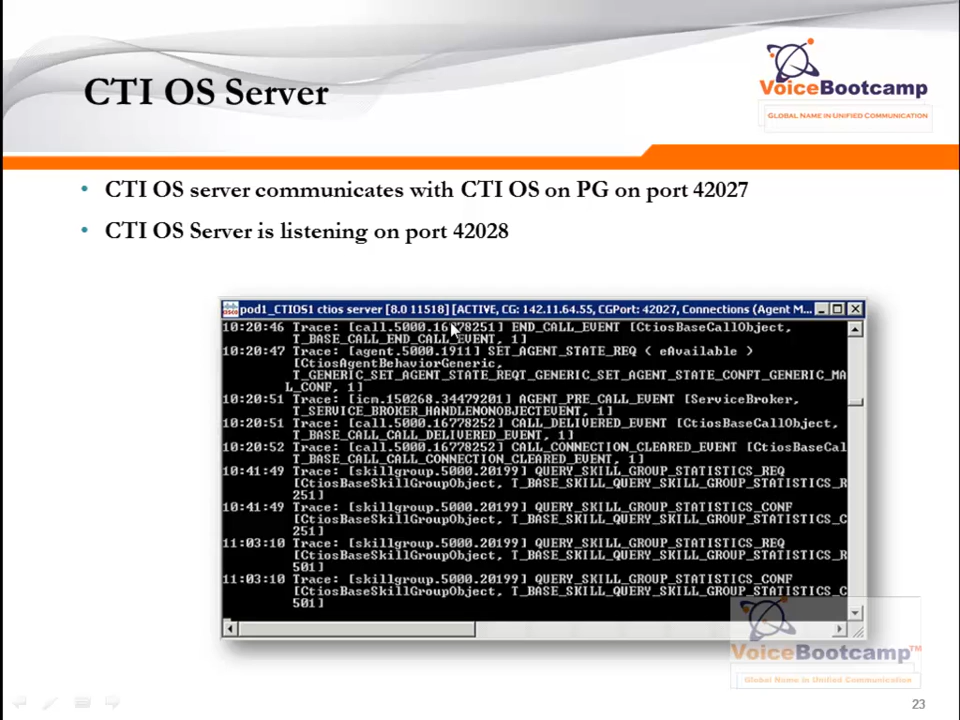 CTI OS Server
VoiceBootcamp
GLOBAL NAME IN UNIFIED COMMUNICATION
• CTI OS server communicates with CTI OS on PG on port 42027
• CTI OS Server is listening on port 42028
pod1_CTIOS1 ctios server [8.0 11518] [ACTIVE, CG: 142.11.64.55, CGPort: 42027, Connections (Agent M...
10:20:46 Trace: [call.5000.16778251] END_CALL_EVENT [CtiosBaseCallObject,
T_BASE_CALL_END_CALL_EVENT, 1]
10:20:47 Trace: [agent.5000.1911] SET_AGENT_STATE_REQ ( eAvailable )
[CtiosAgentBehaviorGeneric,
T_GENERIC_SET_AGENT_STATE_REQT_GENERIC_SET_AGENT_STATE_CONFT_GENERIC_MA
L_CONF, 1]
10:20:51 Trace: [icm.150268.34479201] AGENT_PRE_CALL_EVENT [ServiceBroker,
T_SERVICE_BROKER_HANDLENONOBJECTEVENT, 1]
10:20:51 Trace: [call.5000.16778252] CALL_DELIVERED_EVENT [CtiosBaseCallObject,
T_BASE_CALL_CALL_DELIVERED_EVENT, 1]
10:20:52 Trace: [call.5000.16778252] CALL_CONNECTION_CLEARED_EVENT [CtiosBaseCal
T_BASE_CALL_CALL_CONNECTION_CLEARED_EVENT, 1]
10:41:49 Trace: [skillgroup.5000.20199] QUERY_SKILL_GROUP_STATISTICS_REQ
[CtiosBaseSkillGroupObject, T_BASE_SKILL_QUERY_SKILL_GROUP_STATISTICS_R
251]
10:41:49 Trace: [skillgroup.5000.20199] QUERY_SKILL_GROUP_STATISTICS_CONF
[CtiosBaseSkillGroupObject, T_BASE_SKILL_QUERY_SKILL_GROUP_STATISTICS_C
251]
11:03:10 Trace: [skillgroup.5000.20199] QUERY_SKILL_GROUP_STATISTICS_REQ
[CtiosBaseSkillGroupObject, T_BASE_SKILL_QUERY_SKILL_GROUP_STATISTICS_R
501]
11:03:10 Trace: [skillgroup.5000.20199] QUERY_SKILL_GROUP_STATISTICS_CONF
[CtiosBaseSkillGroupObject, T_BASE_SKILL_QUERY_SKILL_GROUP_STATISTICS_C
501]
VoiceBootcamp™
Global Name in Unified Communication
23